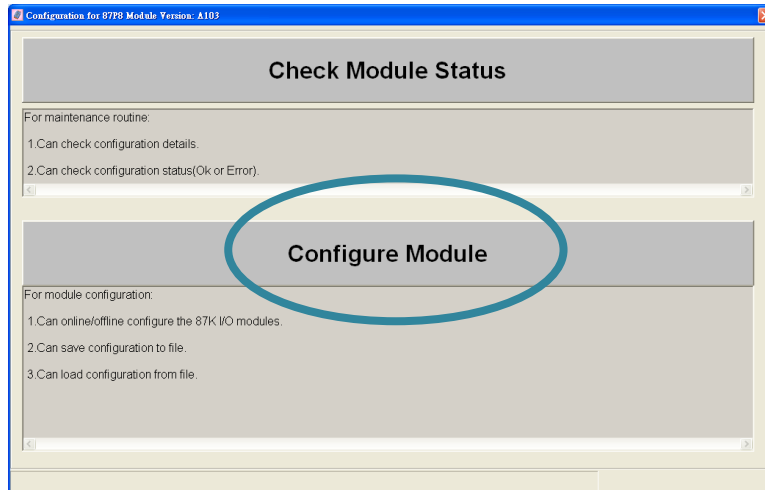 Configuration for 87P8 Module Version: A103
Check Module Status
For maintenance routine:
1.Can check configuration details.
2.Can check configuration status(Ok or Error).
Configure Module
For module configuration:
1.Can online/offline configure the 87K I/O modules.
2.Can save configuration to file.
3.Can load configuration from file.